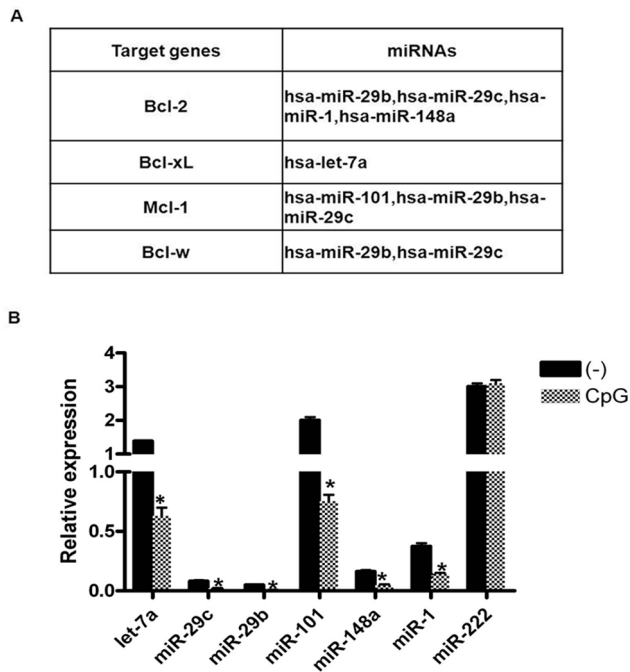 A
Target genes miRNAs
Bcl-2 hsa-miR-29b,hsa-miR-29c,hsa-
miR-1,hsa-miR-148a
Bcl-xL hsa-let-7a
Mcl-1 hsa-miR-101,hsa-miR-29b,hsa-
miR-29c
Bcl-w hsa-miR-29b,hsa-miR-29c
B
Relative expression
4
3
2
1
1.0
0.5
0.0
* * * * * *
(-)
CpG
let-7a miR-29c miR-29b miR-101 miR-148a miR-1 miR-222